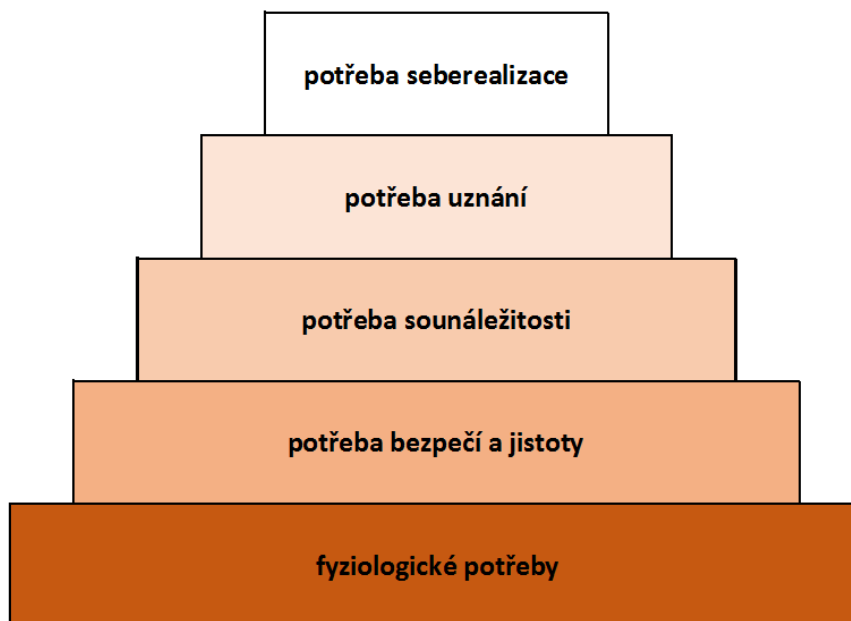 potřeba seberealizace
potřeba uznání
potřeba sounáležitosti
potřeba bezpečí a jistoty
fyziologické potřeby